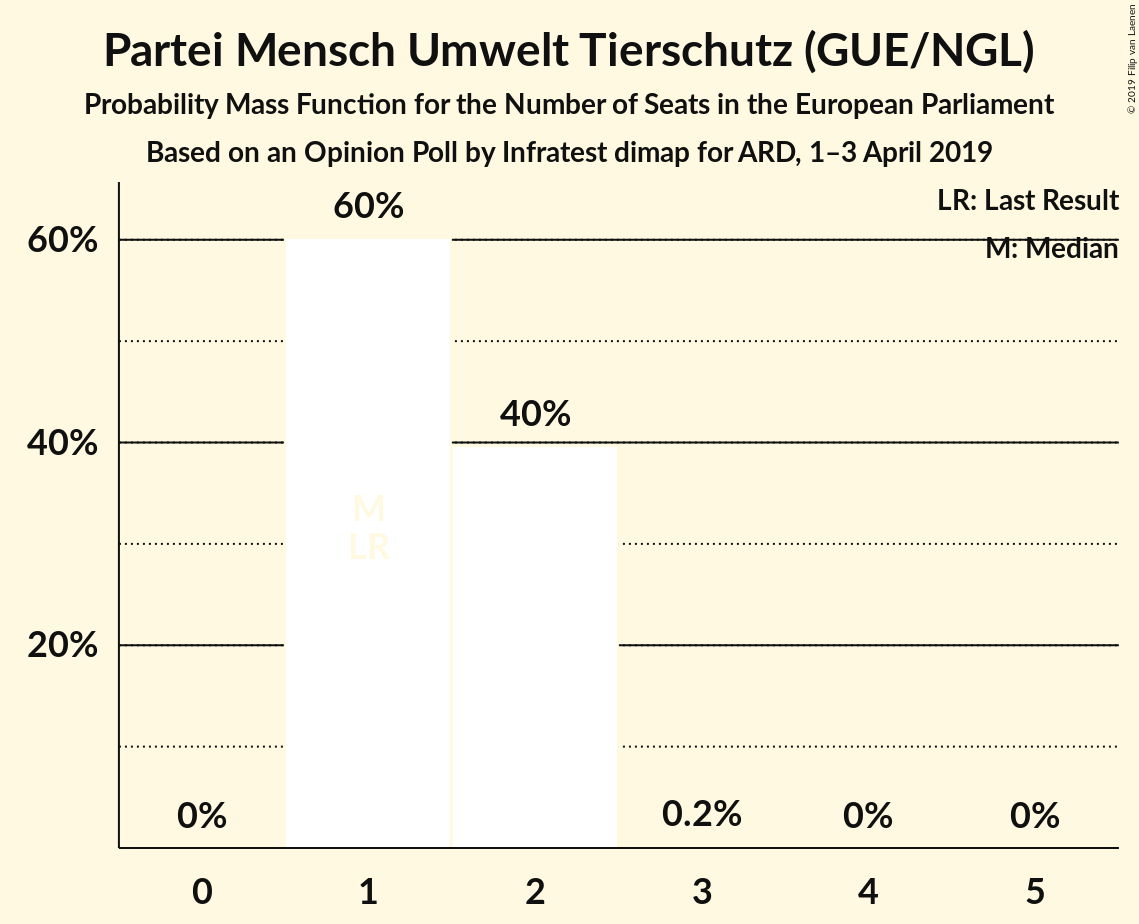 Partei Mensch Umwelt Tierschutz (GUE/NGL)
Probability Mass Function for the Number of Seats in the European Parliament
Based on an Opinion Poll by Infratest dimap for ARD, 1–3 April 2019
© 2019 Filip van Laenen
LR: Last Result
M: Median
60%
40%
20%
0%
60%
40%
0.2%
0%
0%
M
LR
0
1
2
3
4
5